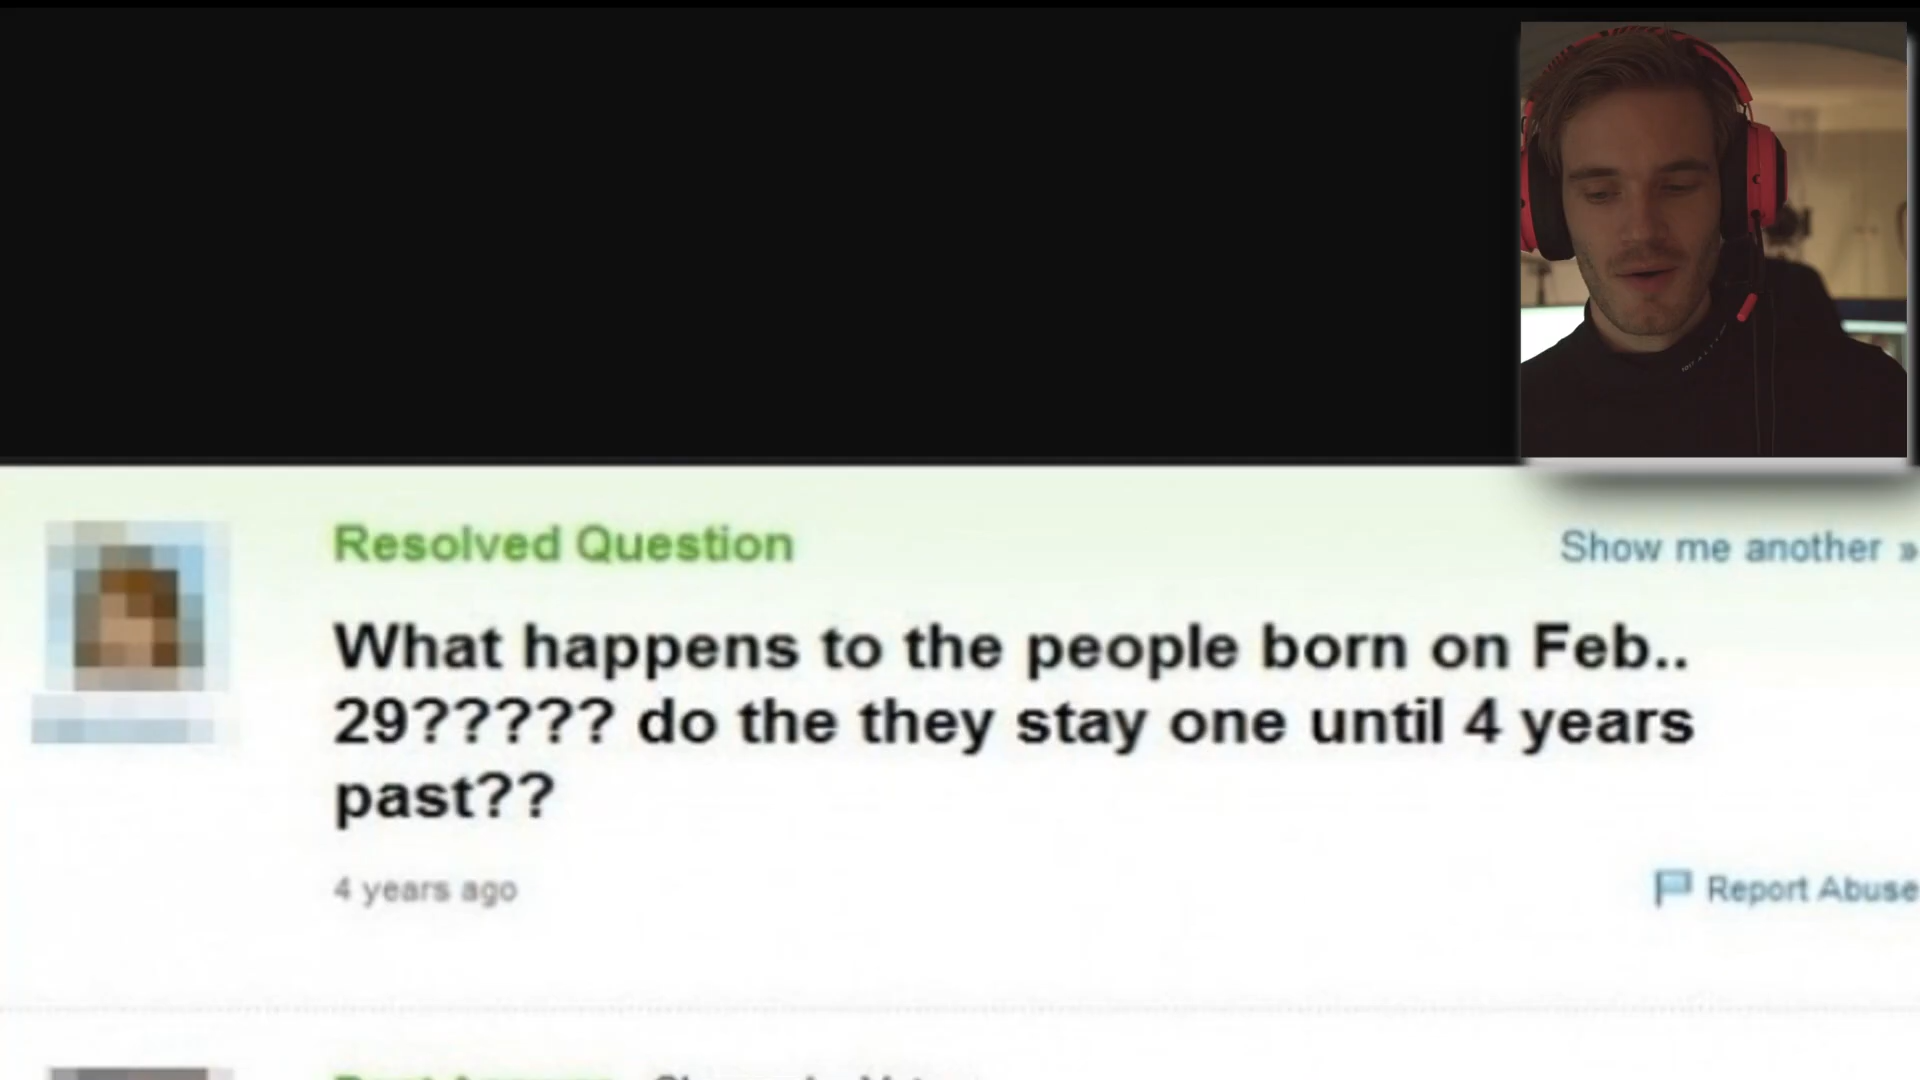 Resolved Question
Show me another »
What happens to the people born on Feb..
29????? do the they stay one until 4 years
past??
4 years ago
Report Abuse